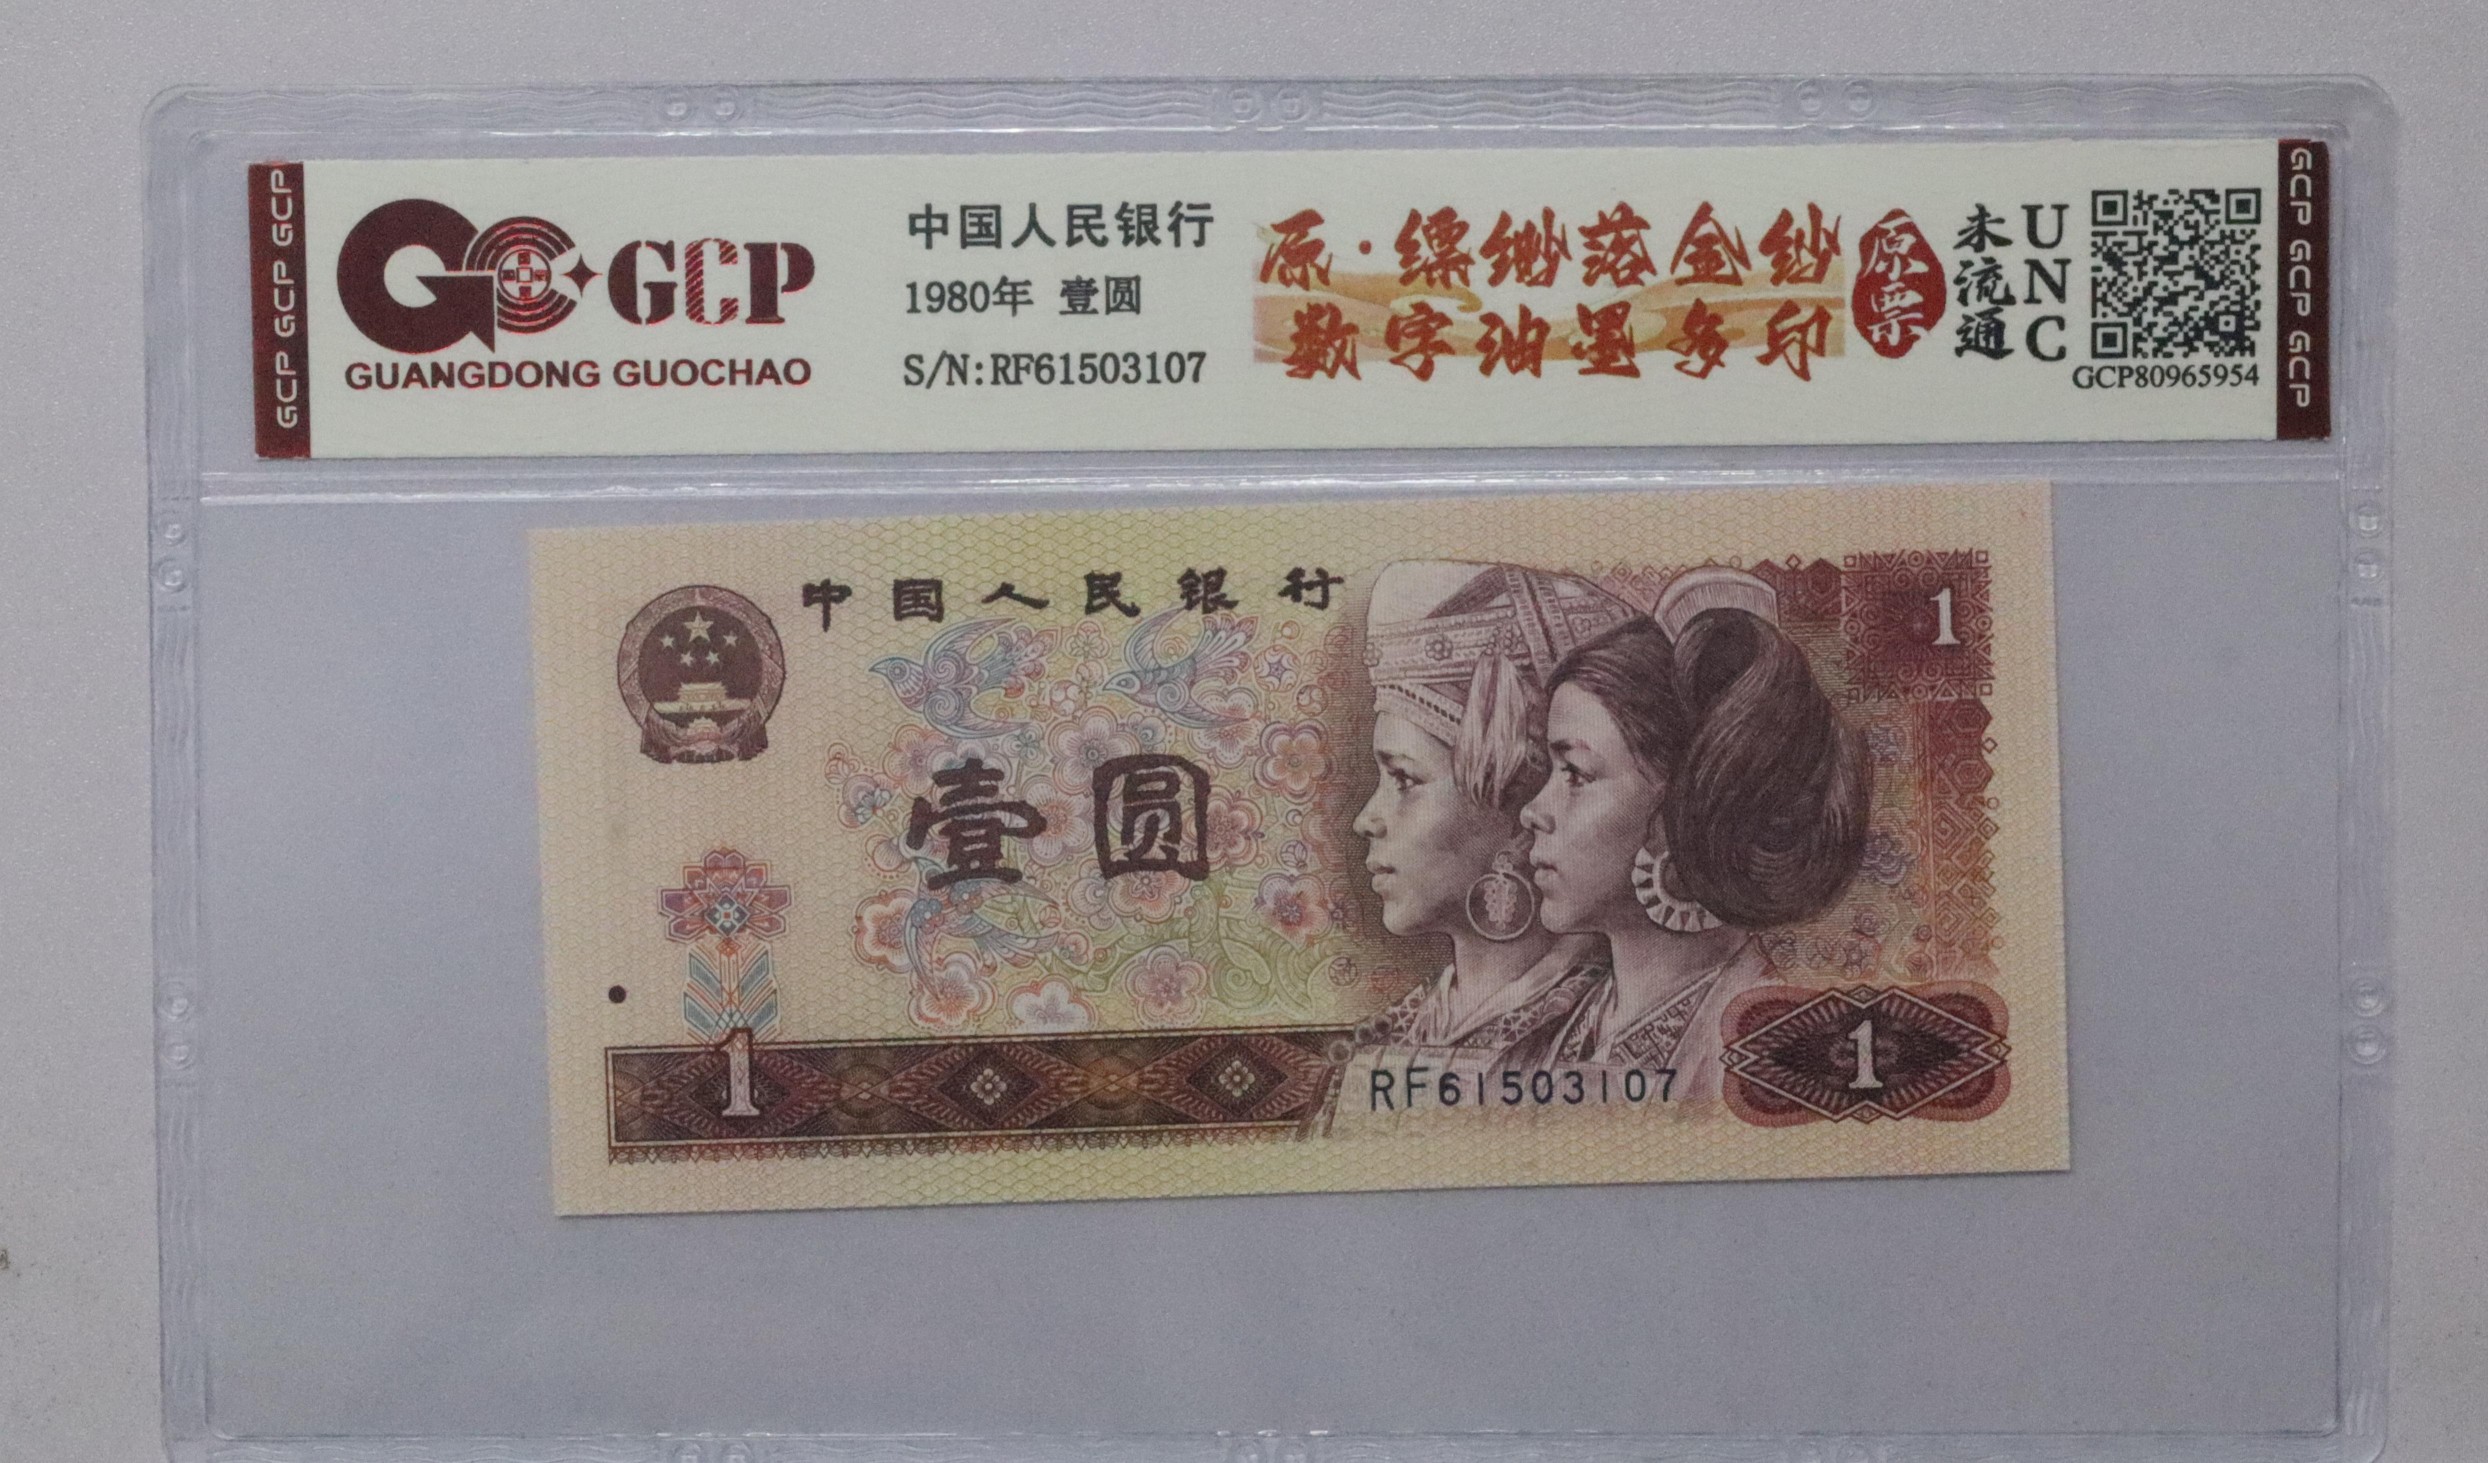 GCP GCP GCP
GCP
GUANGDONG GUOCHAO
中国人民银行
1980年 壹圆
S/N:RF61503107
原·缥缈落金纱
数字油墨多印
原票
未流通
UNC
GCP80965954
GCP GCP GCP
中国人民银行
1
壹圆
1
RF61503107
1